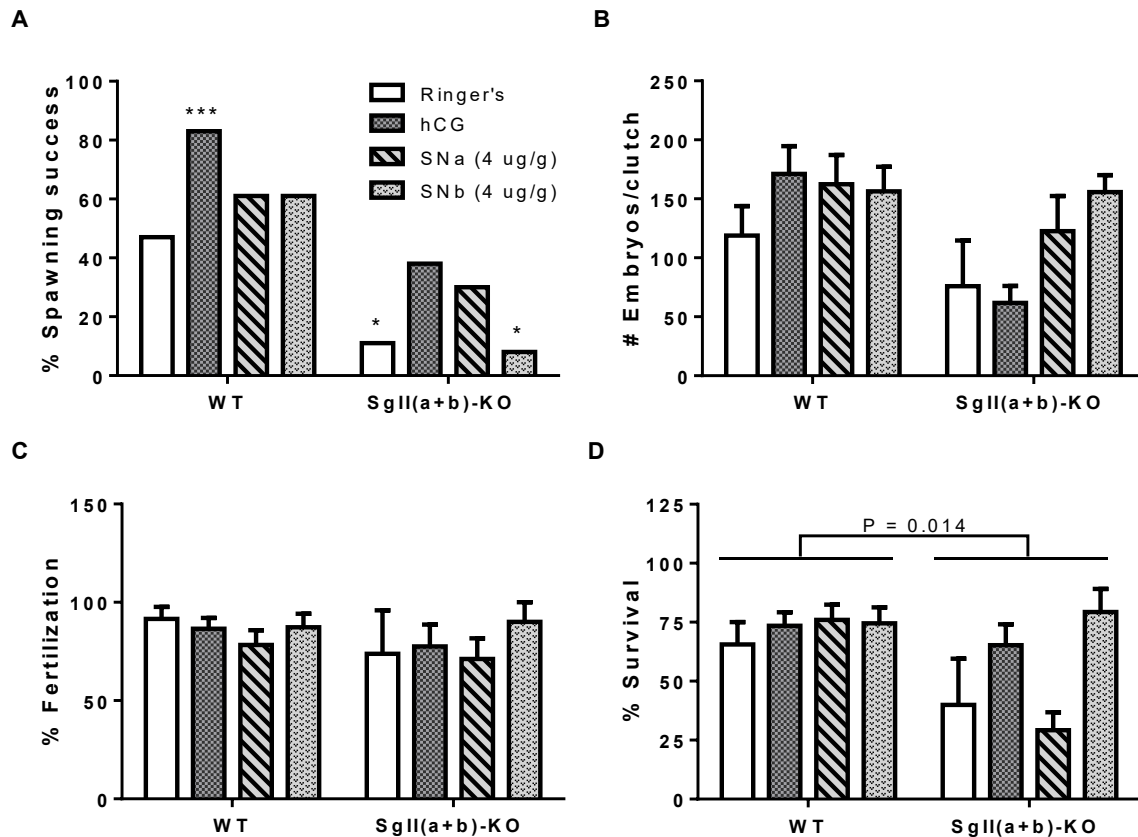 A
% Spawning success
100
80
60
40
20
0
***
*
*
Ringer's
hCG
SNa (4 ug/g)
SNb (4 ug/g)
WT
SgII(a+b)-KO
B
# Embryos/clutch
250
200
150
100
50
0
WT
SgII(a+b)-KO
C
% Fertilization
150
100
50
0
WT
SgII(a+b)-KO
D
% Survival
125
100
75
50
25
0
P = 0.014
WT
SgII(a+b)-KO